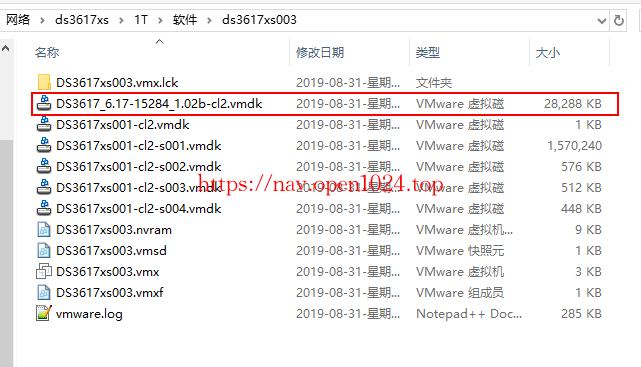 网络 > ds3617xs > 1T > 软件 > ds3617xs003
名称 修改日期 类型 大小
DS3617xs003.vmx.lck 2019-08-31-星期... 文件夹
DS3617_6.17-15284_1.02b-cl2.vmdk 2019-08-31-星期... VMware 虚拟磁 28,288 KB
DS3617xs001-cl2.vmdk 2019-08-31-星期... VMware 虚拟磁 1 KB
DS3617xs001-cl2-s001.vmdk 2019-08-31-星期... VMware 虚拟磁 1,570,240
DS3617xs001-cl2-s002.vmdk 2019-08-31-星期... VMware 虚拟磁 576 KB
DS3617xs001-cl2-s003.vmdk 2019-08-31-星期... VMware 虚拟磁 512 KB
https://nav.open1024.top
DS3617xs001-cl2-s004.vmdk 2019-08-31-星期... VMware 虚拟磁 448 KB
DS3617xs003.nvram 2019-08-31-星期... VMware 虚拟机... 9 KB
DS3617xs003.vmsd 2019-08-31-星期... VMware 快照元 0 KB
DS3617xs003.vmx 2019-08-31-星期... VMware 虚拟机 3 KB
DS3617xs003.vmxf 2019-08-31-星期... VMware 组成员 1 KB
vmware.log 2019-08-31-星期... Notepad++ Doc... 285 KB